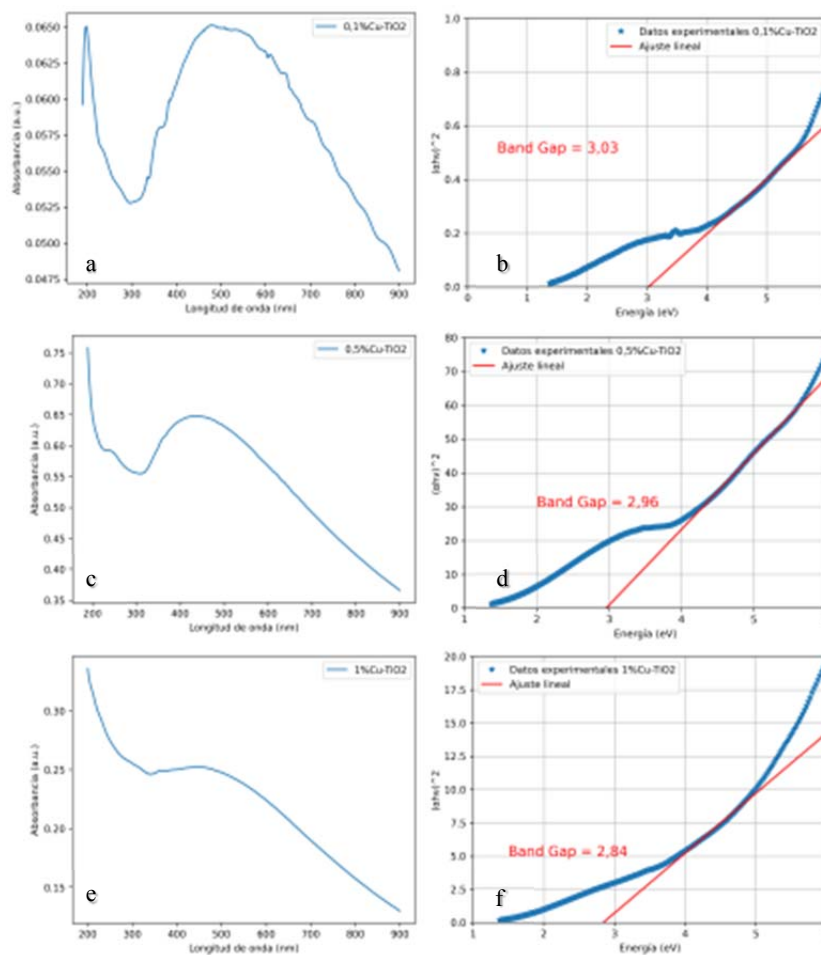 0,1%Cu-TiO2
0.0650
0.0625
0.0600
0.0575
0.0550
0.0525
0.0500
0.0475
Absorbancia (a.u.)
a
200 300 400 500 600 700 800 900
Longitud de onda (nm)
Datos experimentales 0,1%Cu-TiO2
Ajuste lineal
Band Gap = 3,03
1.0
0.8
0.6
0.4
0.2
0.0
(αhv)^2
b
0 1 2 3 4 5
Energía (eV)
0,5%Cu-TiO2
0.75
0.70
0.65
0.60
0.55
0.50
0.45
0.40
0.35
Absorbancia (a.u.)
c
200 300 400 500 600 700 800 900
Longitud de onda (nm)
Datos experimentales 0,5%Cu-TiO2
Ajuste lineal
Band Gap = 2,96
80
70
60
50
40
30
20
10
0
(αhv)^2
d
1 2 3 4 5
Energía (eV)
1%Cu-TiO2
0.30
0.25
0.20
0.15
Absorbancia (a.u.)
e
200 300 400 500 600 700 800 900
Longitud de onda (nm)
Datos experimentales 1%Cu-TiO2
Ajuste lineal
Band Gap = 2,84
20.0
17.5
15.0
12.5
10.0
7.5
5.0
2.5
0.0
(αhv)^2
f
1 2 3 4 5
Energía (eV)